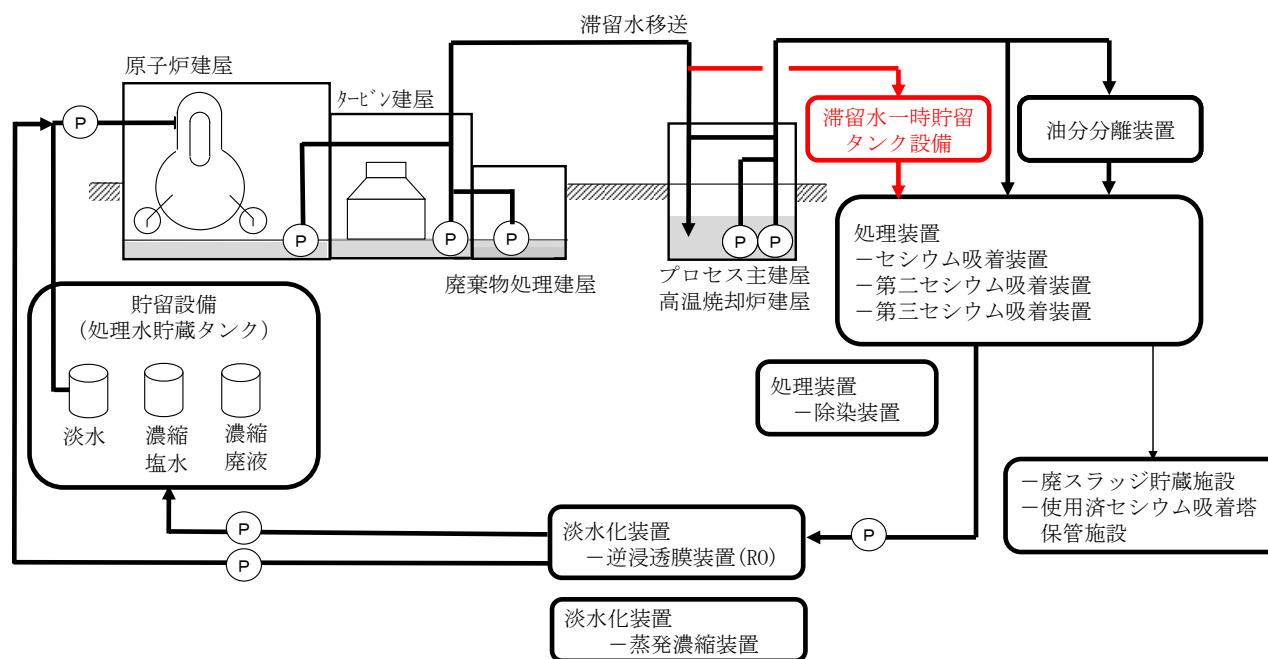 滞留水移送
原子炉建屋
ﾀｰﾋﾞﾝ建屋
P
滞留水一時貯留
タンク設備
油分分離装置
P
P
P
P
P
廃棄物処理建屋
プロセス主建屋
高温焼却炉建屋
処理装置
－セシウム吸着装置
－第二セシウム吸着装置
－第三セシウム吸着装置
貯留設備
(処理水貯蔵タンク)
淡水
濃縮
塩水
濃縮
廃液
処理装置
－除染装置
－廃スラッジ貯蔵施設
－使用済セシウム吸着塔
保管施設
P
P
P
淡水化装置
－逆浸透膜装置(RO)
淡水化装置
－蒸発濃縮装置